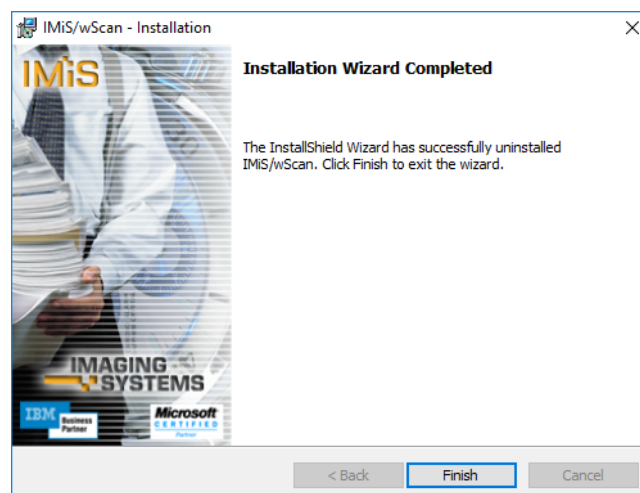 IMiS/wScan - Installation
IMiS
Installation Wizard Completed
The InstallShield Wizard has successfully uninstalled
IMiS/wScan. Click Finish to exit the wizard.
IMAGING
SYSTEMS
IBM Business
Partner
Microsoft
CERTIFIED
Partner
< Back
Finish
Cancel